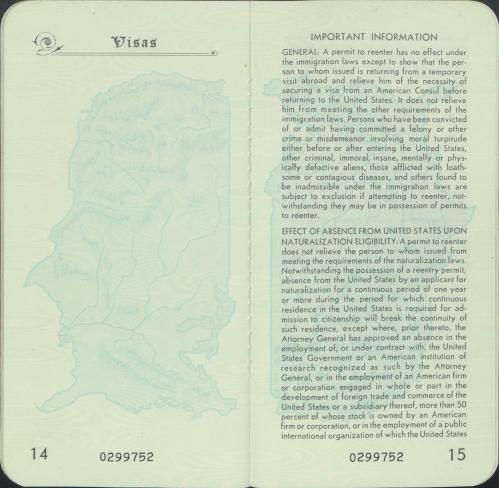 Visas
14
0299752
IMPORTANT INFORMATION
GENERAL: A permit to reenter has no effect under
the immigration laws except to show that the per-
son to whom issued is returning from a temporary
visit abroad and relieve him of the necessity of
securing a visa from an American Consul before
returning to the United States. It does not relieve
him from meeting the other requirements of the
immigration laws. Persons who have been convicted
of or admit having committed a felony or other
crime or misdemeanor involving moral turpitude
either before or after entering the United States,
other criminal, immoral, insane, mentally or phys-
ically defective aliens, those afflicted with loath-
some or contagious diseases, and others found to
be inadmissible under the immigration laws are
subject to exclusion if attempting to reenter, not-
withstanding they may be in possession of permits
to reenter.
EFFECT OF ABSENCE FROM UNITED STATES UPON
NATURALIZATION ELIGIBILITY: A permit to reenter
does not relieve the person to whom issued from
meeting the requirements of the naturalization laws.
Notwithstanding the possession of a reentry permit,
absence from the United States by an applicant for
naturalization for a continuous period of one year
or more during the period for which continuous
residence in the United States is required for ad-
mission to citizenship will break the continuity of
such residence, except where, prior thereto, the
Attorney General has approved an absence in the
employment of, or under contract with, the United
States Government or an American institution of
research recognized as such by the Attorney
General, or in the employment of an American firm
or corporation engaged in whole or part in the
development of foreign trade and commerce of the
United States or a subsidiary thereof, more than 50
percent of whose stock is owned by an American
firm or corporation, or in the employment of a public
international organization of which the United States
0299752
15